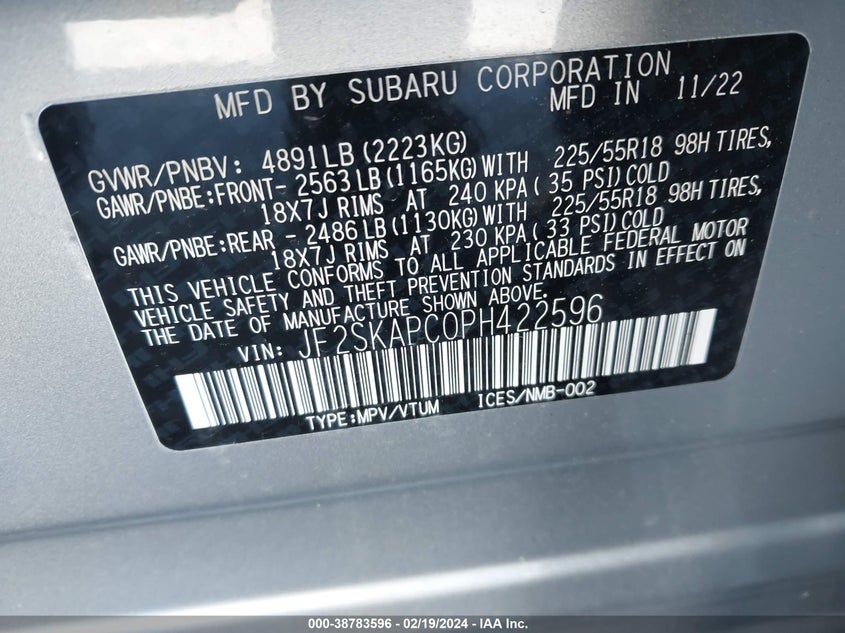 MFD BY SUBARU CORPORATION
MFD IN 11/22
GVWR/PNBV: 4891LB(2223KG)
GAWR/PNBE:FRONT-2563LB(1165KG)WITH 225/55R18 98H TIRES,
18X7J RIMS AT 240 KPA(35 PSI)COLD
GAWR/PNBE:REAR -2486LB(1130KG)WITH 225/55R18 98H TIRES,
18X7J RIMS AT 230 KPA(33 PSI)COLD
THIS VEHICLE CONFORMS TO ALL APPLICABLE FEDERAL MOTOR
VEHICLE SAFETY AND THEFT PREVENTION STANDARDS IN EFFECT ON
THE DATE OF MANUFACTURE SHOWN ABOVE.
VIN: JF2SKAPC0PH422596
TYPE:MPV/VTUM ICES/NMB-002
000-38783596 - 02/19/2024 - IAA Inc.